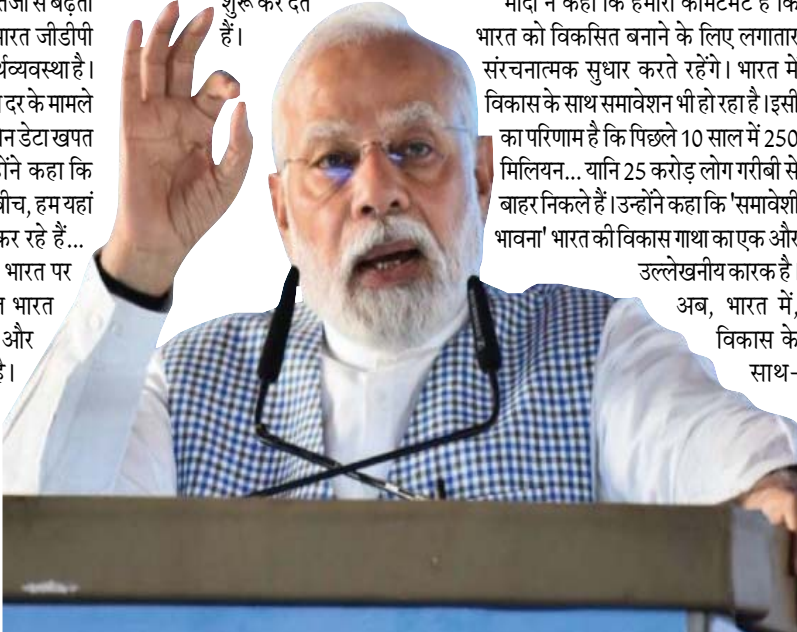 तेजी से बढ़ती
भारत जीडीपी
र्थव्यवस्था है।
दर के मामले
डेटा खपत
कहा कि
बीच, हम यहां
कर रहे हैं...
भारत पर
भारत
और
है।
शुरू कर देते
हैं।
मोदी ने कहा कि हमारी कमिटमेंट है कि
भारत को विकसित बनाने के लिए लगातार
संरचनात्मक सुधार करते रहेंगे। भारत में
विकास के साथ समावेशन भी हो रहा है। इसी
का परिणाम है कि पिछले 10 साल में 250
मिलियन... यानि 25 करोड़ लोग गरीबी से
बाहर निकले हैं। उन्होंने कहा कि 'समावेशी
भावना' भारत की विकास गाथा का एक और
उल्लेखनीय कारक है।
अब, भारत में,
विकास के
साथ-